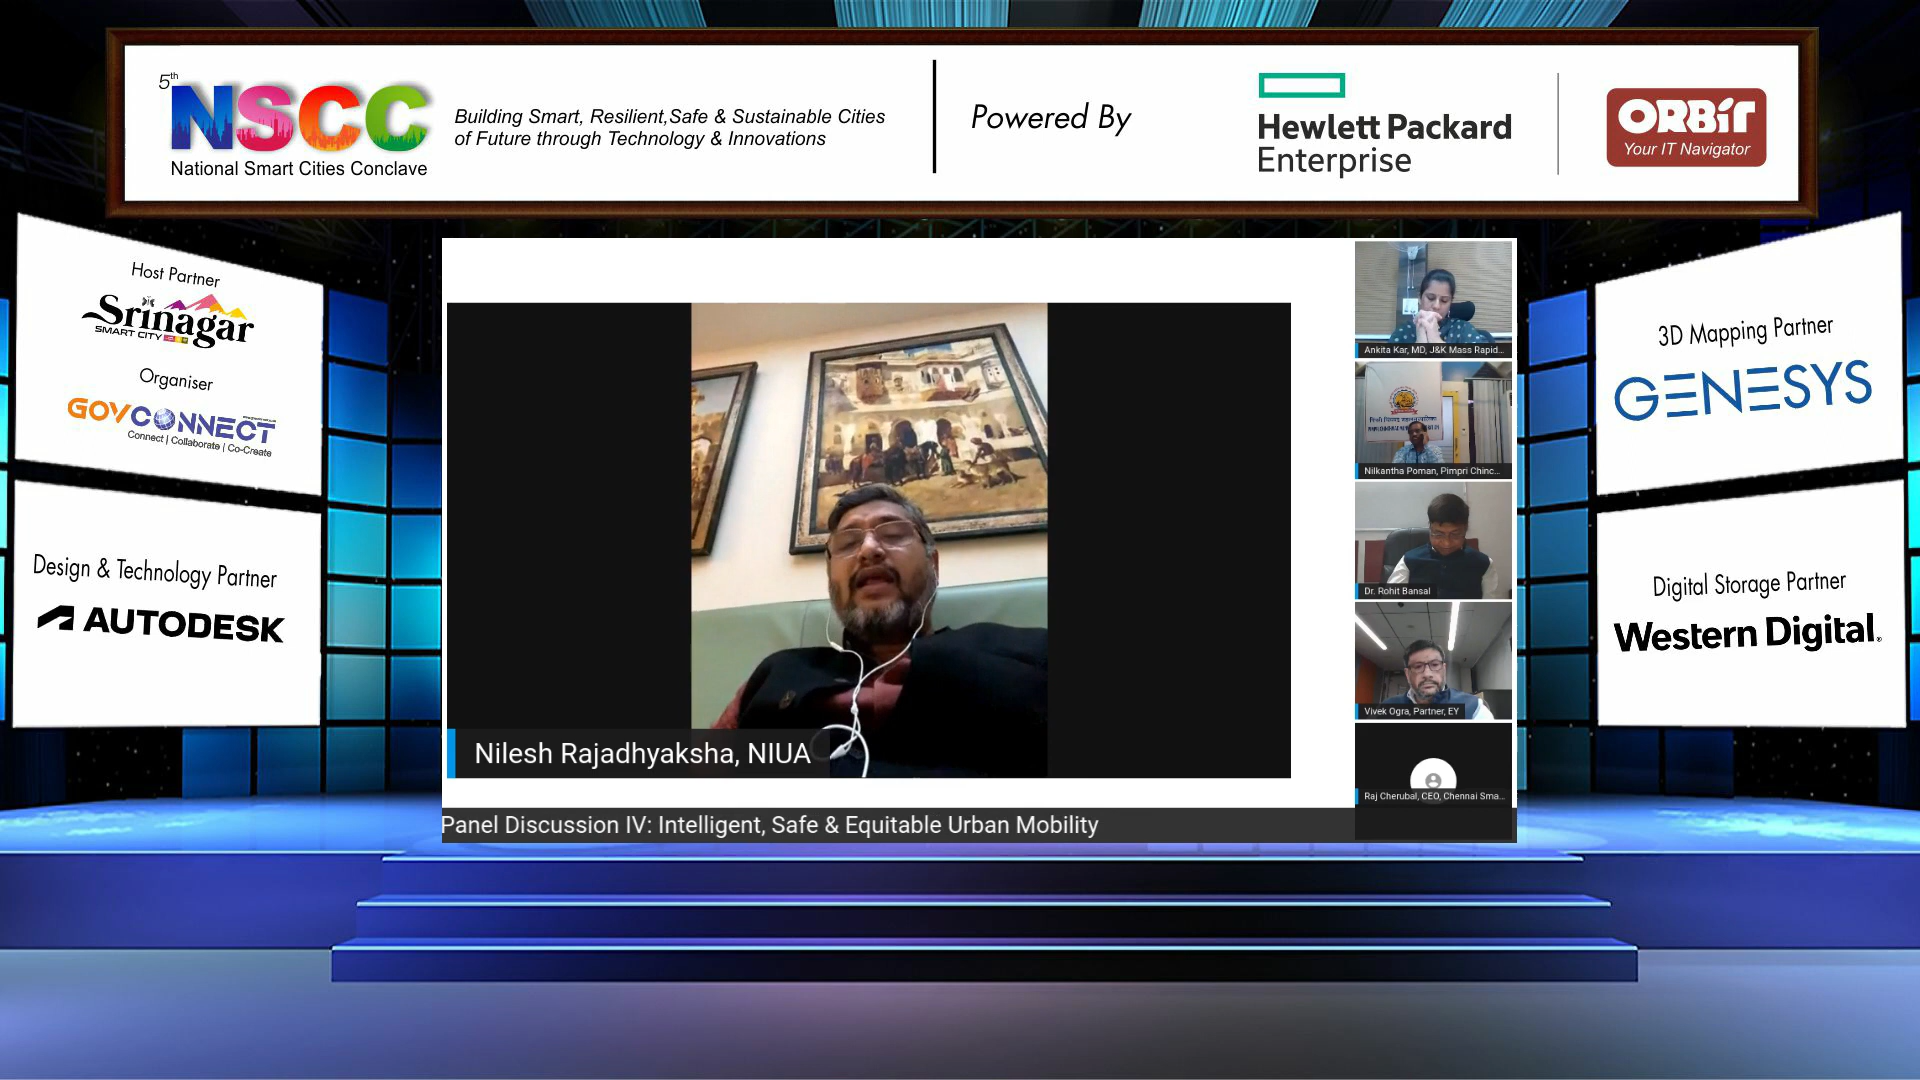 5th
NSCC
National Smart Cities Conclave
Building Smart, Resilient,Safe & Sustainable Cities
of Future through Technology & Innovations
Powered By
Hewlett Packard
Enterprise
ORBIT
Your IT Navigator
Host Partner
Srinagar
SMART CITY
Organiser
GOVCONNECT
Connect | Collaborate | Co-Create
Design & Technology Partner
AUTODESK
Nilesh Rajadhyaksha, NIUA
Panel Discussion IV: Intelligent, Safe & Equitable Urban Mobility
Ankita Kar, MD, J&K Mass Rapid...
Nilkantha Poman, Pimpri Chinc...
Dr. Rohit Bansal
Vivek Ogra, Partner, EY
Raj Cherubal, CEO, Chennai Sma...
3D Mapping Partner
GENESYS
Digital Storage Partner
Western Digital.